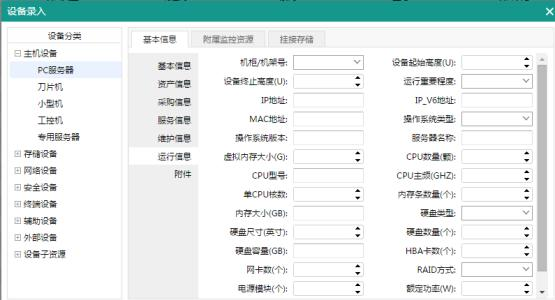 设备录入
设备分类
主机设备
PC服务器
刀片机
小型机
工控机
专用服务器
存储设备
网络设备
安全设备
终端设备
辅助设备
外部设备
设备子资源
基本信息 附属监控资源 挂接存储
基本信息
资产信息
采购信息
服务信息
维护信息
运行信息
附件
机柜/机架号: 设备起始高度(U):
设备终止高度(U): 运行重要程度:
IP地址: IP_V6地址:
MAC地址: 操作系统类型:
操作系统版本: 服务器名称:
虚拟内存大小(G): CPU数量(颗):
CPU型号: CPU主频(GHZ):
单CPU核数: 内存条数量(个):
内存大小(GB): 硬盘类型:
硬盘尺寸(英寸): 硬盘数量(个):
硬盘容量(GB): HBA卡数(个):
网卡数(个): RAID方式:
电源模块(个): 额定功率(W):